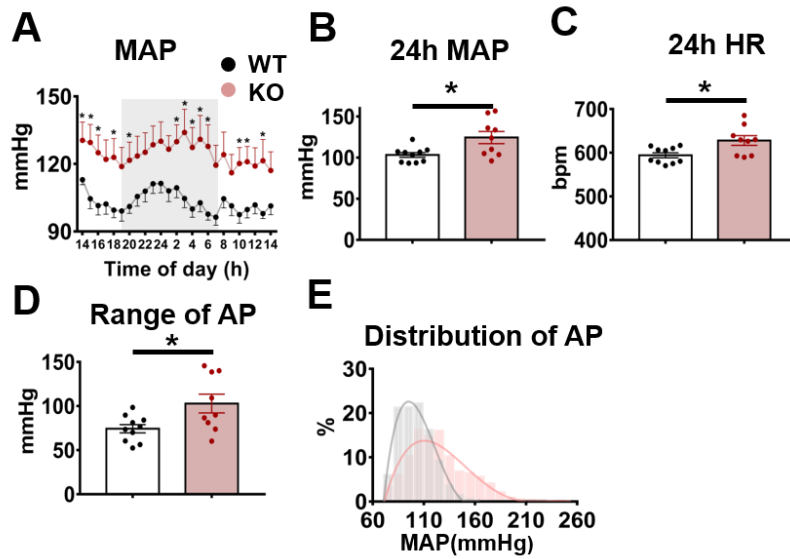 A
MAP
WT
KO
* * * * * * * * * * * *
150
120
90
mmHg
14 16 18 20 22 24 2 4 6 8 10 12 14
Time of day (h)
B
24h MAP
*
150
100
50
0
mmHg
C
24h HR
*
700
600
500
400
bpm
D
Range of AP
*
150
100
50
0
mmHg
E
Distribution of AP
30
20
10
0
%
60 110 160 210 260
MAP(mmHg)